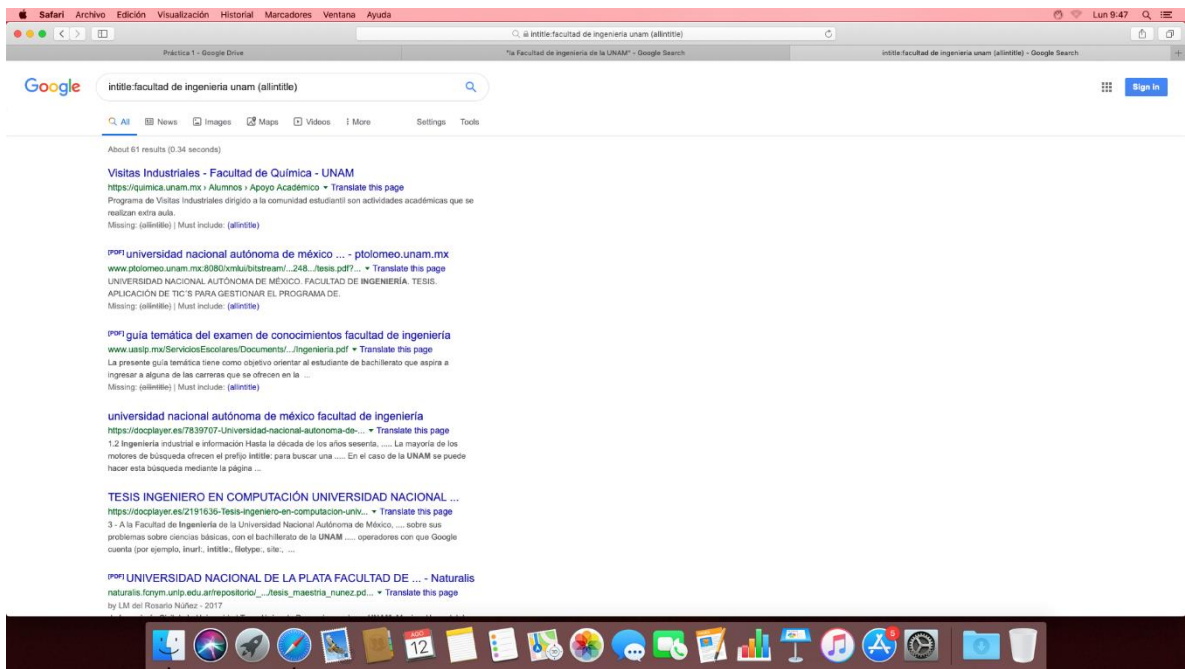 Safari Archivo Edición Visualización Historial Marcadores Ventana Ayuda Lun 9:47
intitle:facultad de ingenieria unam (allintitle)
Práctica 1 - Google Drive "la Facultad de ingenieria de la UNAM" - Google Search intitle:facultad de ingenieria unam (allintitle) - Google Search
Google intitle:facultad de ingenieria unam (allintitle) Sign in
All News Images Maps Videos More Settings Tools
About 61 results (0.34 seconds)
Visitas Industriales - Facultad de Química - UNAM
https://quimica.unam.mx › Alumnos › Apoyo Académico ▾ Translate this page
Programa de Visitas Industriales dirigido a la comunidad estudiantil son actividades académicas que se
realizan extra aula.
Missing: (allintitle) | Must include: (allintitle)
[PDF] universidad nacional autónoma de méxico ... - ptolomeo.unam.mx
www.ptolomeo.unam.mx:8080/xmlui/bitstream/...248.../tesis.pdf?... ▾ Translate this page
UNIVERSIDAD NACIONAL AUTÓNOMA DE MÉXICO. FACULTAD DE INGENIERÍA. TESIS.
APLICACIÓN DE TIC'S PARA GESTIONAR EL PROGRAMA DE.
Missing: (allintitle) | Must include: (allintitle)
[PDF] guía temática del examen de conocimientos facultad de ingeniería
www.uaslp.mx/ServiciosEscolares/Documents/.../Ingenieria.pdf ▾ Translate this page
La presente guía temática tiene como objetivo orientar al estudiante de bachillerato que aspira a
ingresar a alguna de las carreras que se ofrecen en la ...
Missing: (allintitle) | Must include: (allintitle)
universidad nacional autónoma de méxico facultad de ingeniería
https://docplayer.es/7839707-Universidad-nacional-autonoma-de-... ▾ Translate this page
1.2 Ingeniería industrial e información Hasta la década de los años sesenta, ..... La mayoría de los
motores de búsqueda ofrecen el prefijo intitle: para buscar una ..... En el caso de la UNAM se puede
hacer esta búsqueda mediante la página ...
TESIS INGENIERO EN COMPUTACIÓN UNIVERSIDAD NACIONAL ...
https://docplayer.es/2191636-Tesis-ingeniero-en-computacion-univ... ▾ Translate this page
3 - A la Facultad de Ingeniería de la Universidad Nacional Autónoma de México, .... sobre sus
problemas sobre ciencias básicas, con el bachillerato de la UNAM ..... operadores con que Google
cuenta (por ejemplo, inurl:, intitle:, filetype:, site:, ...
[PDF] UNIVERSIDAD NACIONAL DE LA PLATA FACULTAD DE ... - Naturalis
naturalis.fcnym.unlp.edu.ar/repositorio/_.../tesis_maestria_nunez.pd... ▾ Translate this page
by LM del Rosario Núñez - 2017
AGO
12
5